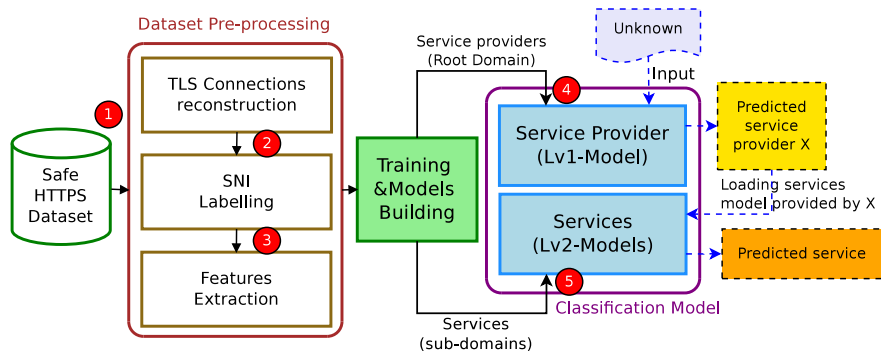 Dataset Pre-processing
1
Safe
HTTPS
Dataset
TLS Connections
reconstruction
2
SNI
Labelling
3
Features
Extraction
Training
&Models
Building
Service providers
(Root Domain)
4
Unknown
Input
Service Provider
(Lv1-Model)
Predicted
service
provider X
Loading services
model provided by X
Services
(Lv2-Models)
Predicted service
5
Classification Model
Services
(sub-domains)